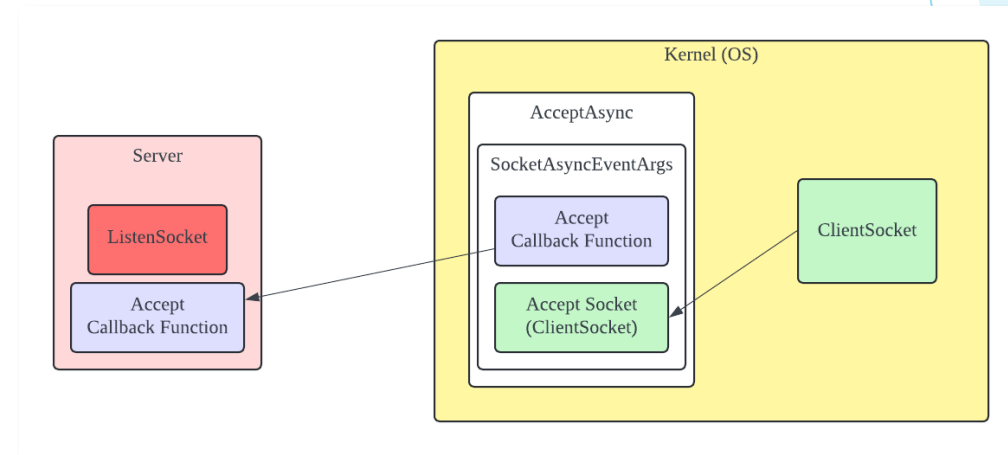 Kernel (OS)
AcceptAsync
Server
SocketAsyncEventArgs
Accept
Callback Function
ListenSocket
ClientSocket
Accept
Callback Function
Accept Socket
(ClientSocket)